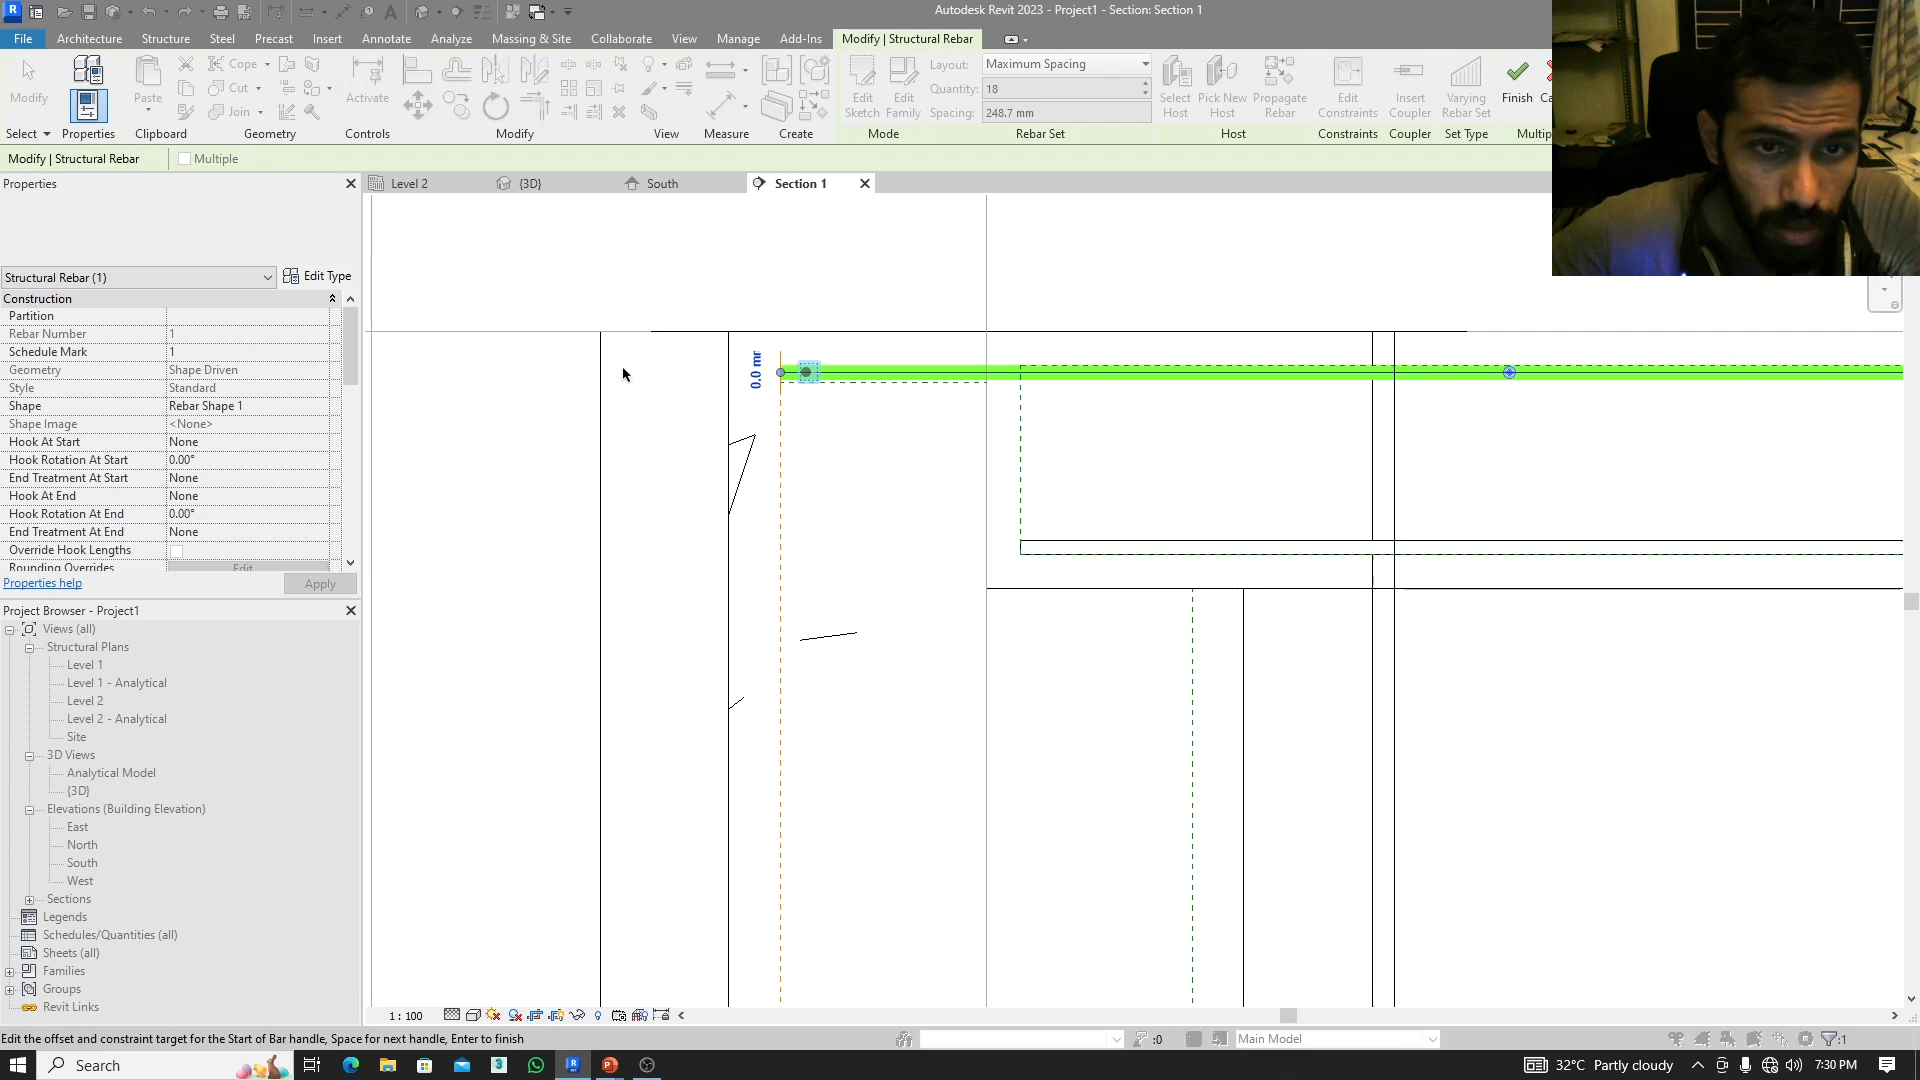 Autodesk Revit 2023 - Project1 - Section: Section 1
File Architecture Structure Steel Precast Insert Annotate Analyze Massing & Site Collaborate View Manage Add-Ins Modify | Structural Rebar
Modify
Properties
Paste
Cope
Cut
Join
Activate
Edit Sketch
Edit Family
Layout: Maximum Spacing
Quantity: 18
Spacing: 248.7 mm
Select Host
Pick New Host
Propagate Rebar
Edit Constraints
Insert Coupler
Varying Rebar Set
Finish Ca
Select Properties Clipboard Geometry Controls Modify View Measure Create Mode Rebar Set Host Constraints Coupler Set Type Multip
Modify | Structural Rebar Multiple
Properties
Level 2 {3D} South Section 1
Structural Rebar (1) Edit Type
Construction
Partition
Rebar Number 1
Schedule Mark 1
Geometry Shape Driven
Style Standard
Shape Rebar Shape 1
Shape Image <None>
Hook At Start None
Hook Rotation At Start 0.00°
End Treatment At Start None
Hook At End None
Hook Rotation At End 0.00°
End Treatment At End None
Override Hook Lengths
Rounding Overrides Edit
Properties help Apply
Project Browser - Project1
Views (all)
Structural Plans
Level 1
Level 1 - Analytical
Level 2
Level 2 - Analytical
Site
3D Views
Analytical Model
{3D}
Elevations (Building Elevation)
East
North
South
West
Sections
Legends
Schedules/Quantities (all)
Sheets (all)
Families
Groups
Revit Links
0.0 mr
1 : 100
Edit the offset and constraint target for the Start of Bar handle, Space for next handle, Enter to finish
:0
Main Model
:1
Search
32°C Partly cloudy
7:30 PM